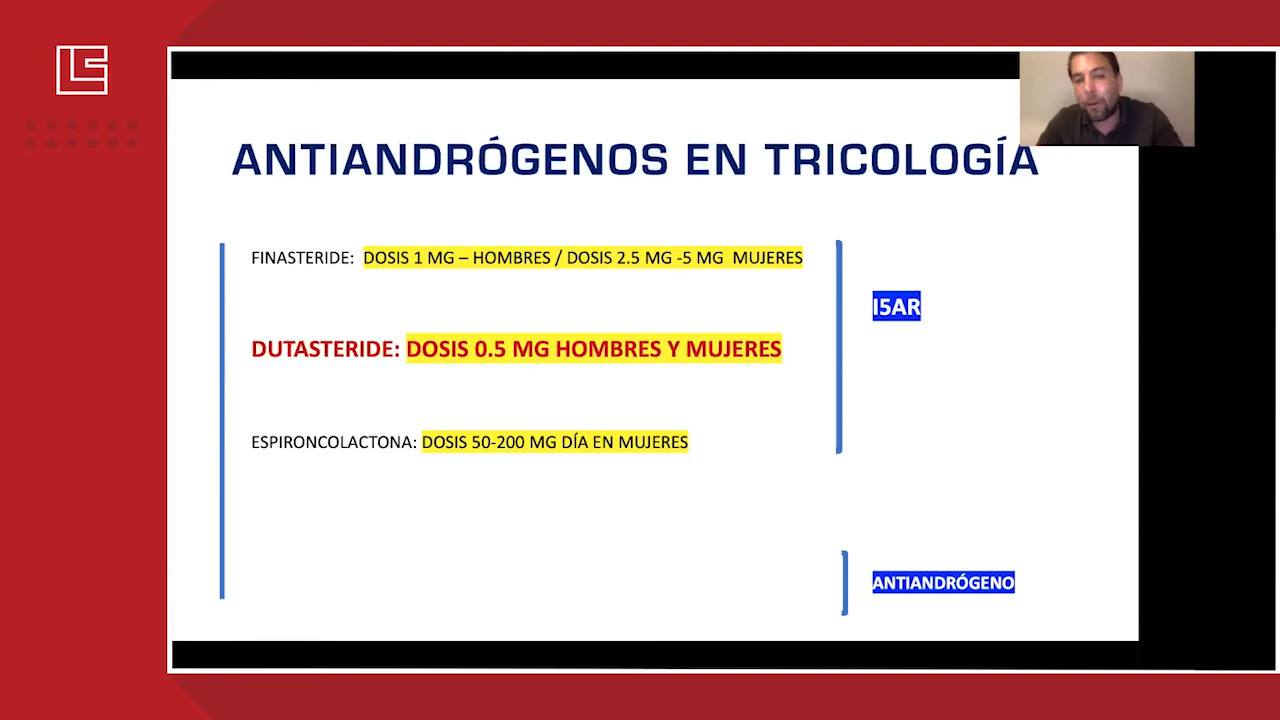 ANTIANDRÓGENOS EN TRICOLOGÍA
FINASTERIDE: DOSIS 1 MG – HOMBRES / DOSIS 2.5 MG -5 MG MUJERES
I5AR
DUTASTERIDE: DOSIS 0.5 MG HOMBRES Y MUJERES
ESPIRONCOLACTONA: DOSIS 50-200 MG DÍA EN MUJERES
ANTIANDRÓGENO